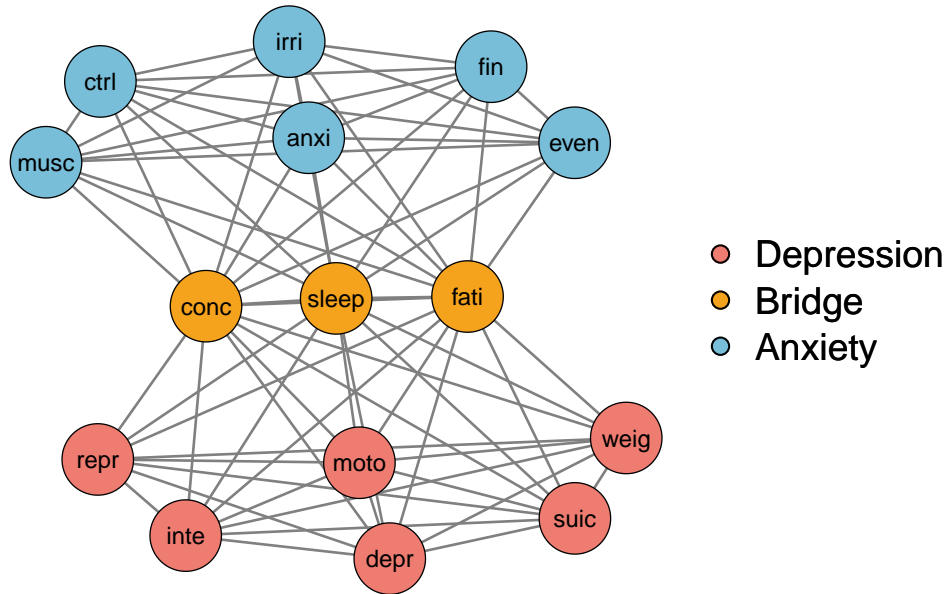 irri
fin
ctrl
anxi
even
musc
conc
sleep
fati
Depression
Bridge
Anxiety
repr
moto
weig
inte
suic
depr